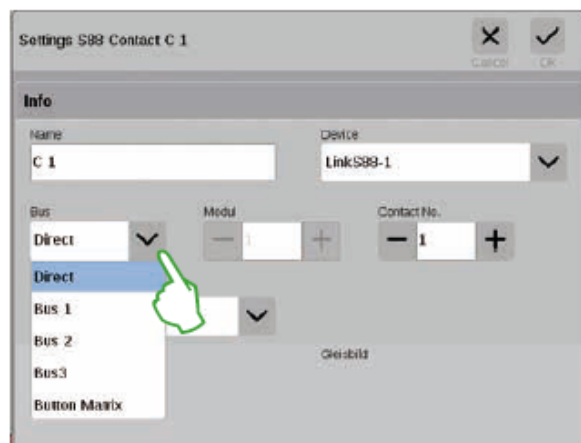 Settings S88 Contact C 1
Cancel OK
Info
Name Device
C 1 LinkS88-1
Bus Modul Contact No.
Direct 1 1
Direct
Bus 1
Bus 2
Bus3
Button Matrix
Gleisbild